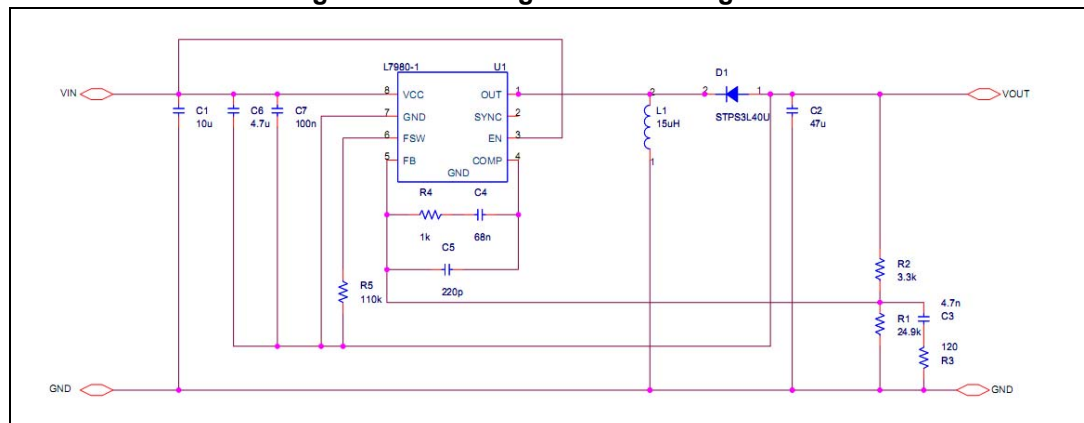 L7980-1 U1
VIN
C1
10u
C6
4.7u
C7
100n
8 VCC OUT 1
7 GND SYNC 2
6 FSW EN 3
5 FB COMP 4
GND
2
L1
15uH
1
D1
2 1
STPS3L40U
C2
47u
VOUT
R4
1k
C4
68n
C5
220p
R5
110k
R2
3.3k
R1
24.9k
4.7n
C3
120
R3
GND
GND